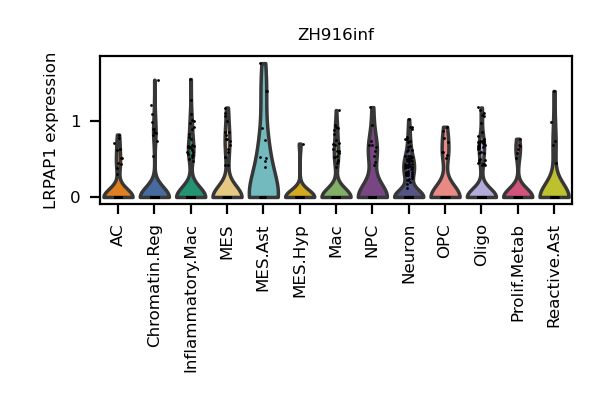 ZH916inf
LRPAP1 expression
1
0
AC
Chromatin.Reg
Inflammatory.Mac
MES
MES.Ast
MES.Hyp
Mac
NPC
Neuron
OPC
Oligo
Prolif.Metab
Reactive.Ast